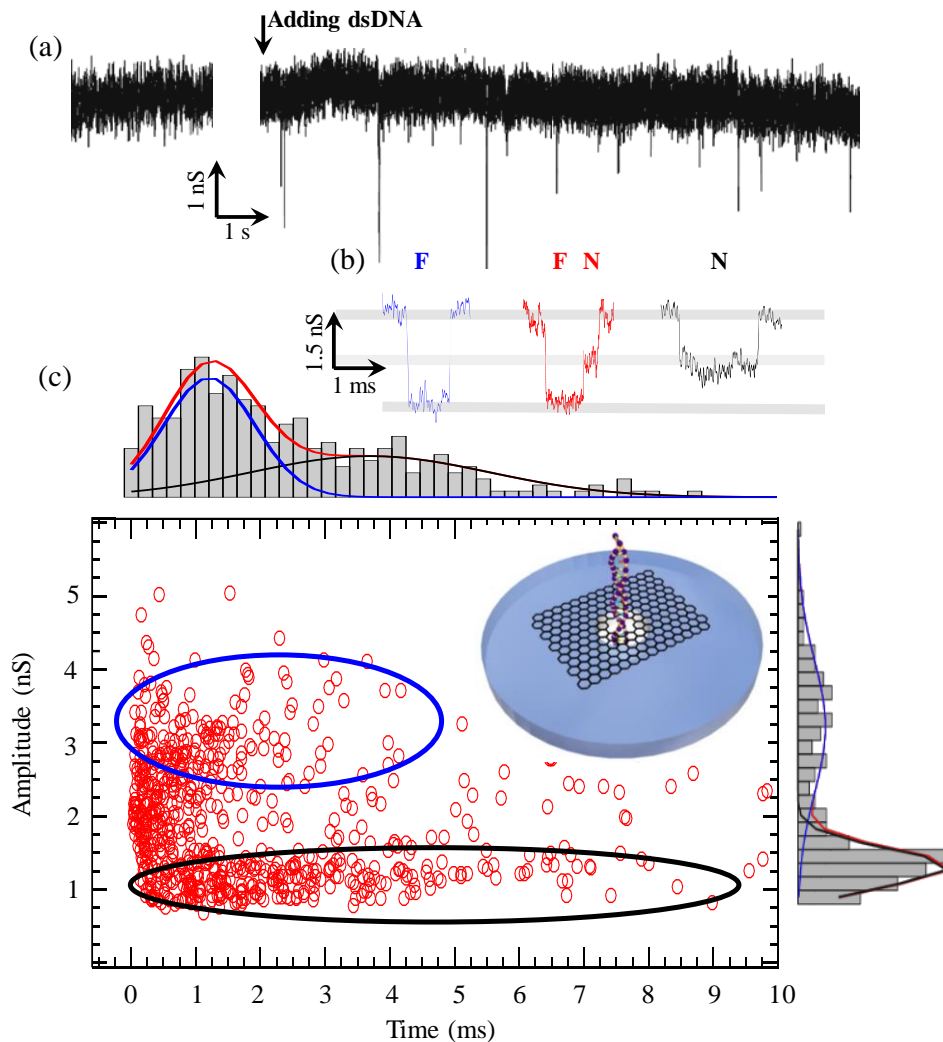 Adding dsDNA
(a)
1 nS
1 s
(b)
F
F N
N
1.5 nS
1 ms
(c)
5
4
3
2
1
Amplitude (nS)
0 1 2 3 4 5 6 7 8 9 10
Time (ms)